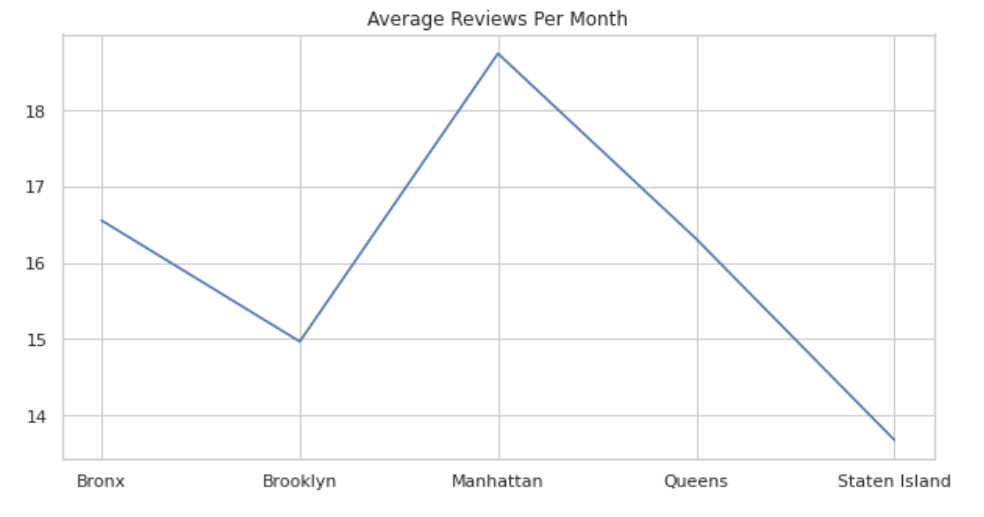 Average Reviews Per Month
18
17
16
15
14
Bronx Brooklyn Manhattan Queens Staten Island